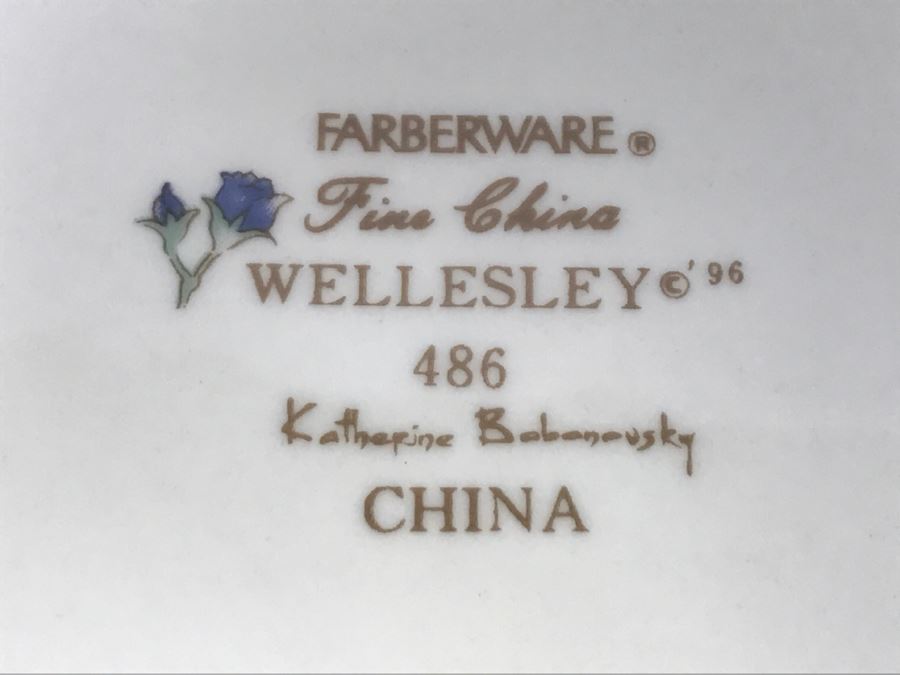 FARBERWARE ®
Fine China
WELLESLEY ©'96
486
Katherine Babanovsky
CHINA